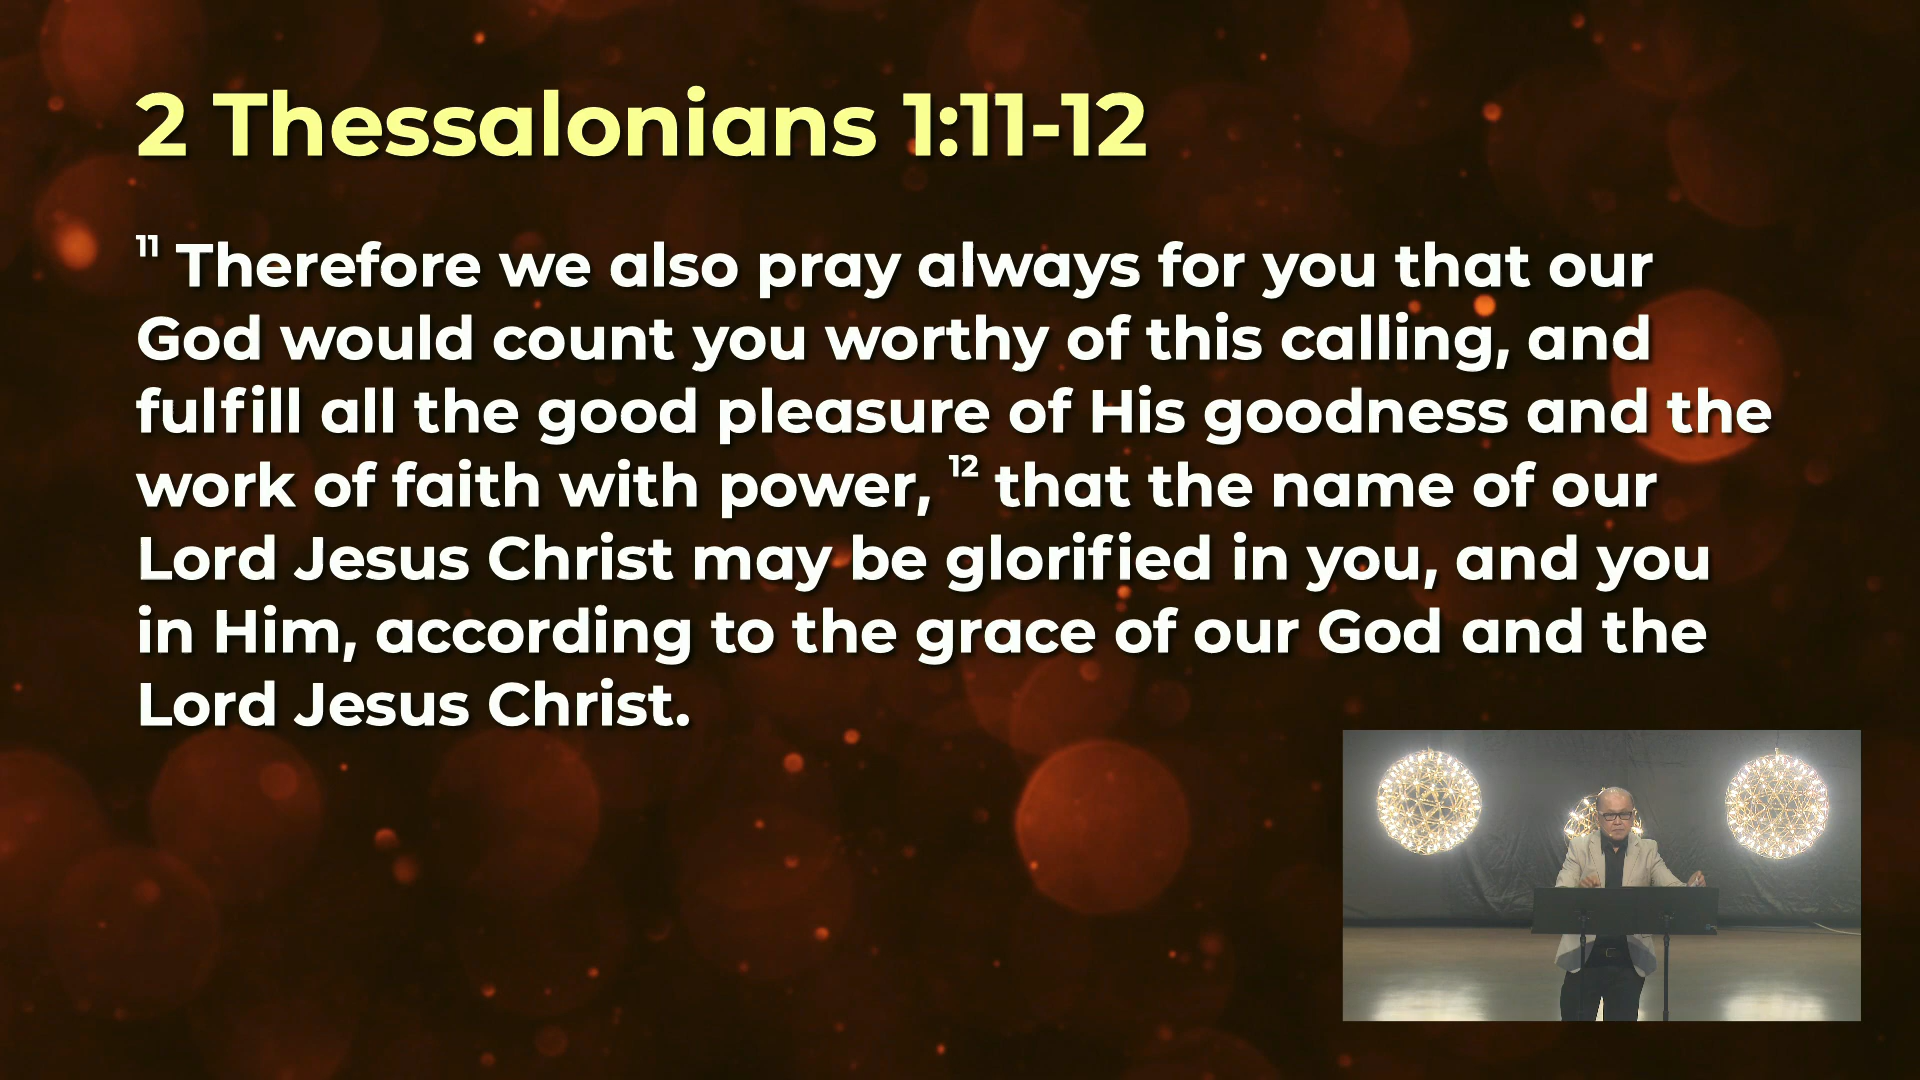 2 Thessalonians 1:11-12
11 Therefore we also pray always for you that our
God would count you worthy of this calling, and
fulfill all the good pleasure of His goodness and the
work of faith with power, 12 that the name of our
Lord Jesus Christ may be glorified in you, and you
in Him, according to the grace of our God and the
Lord Jesus Christ.